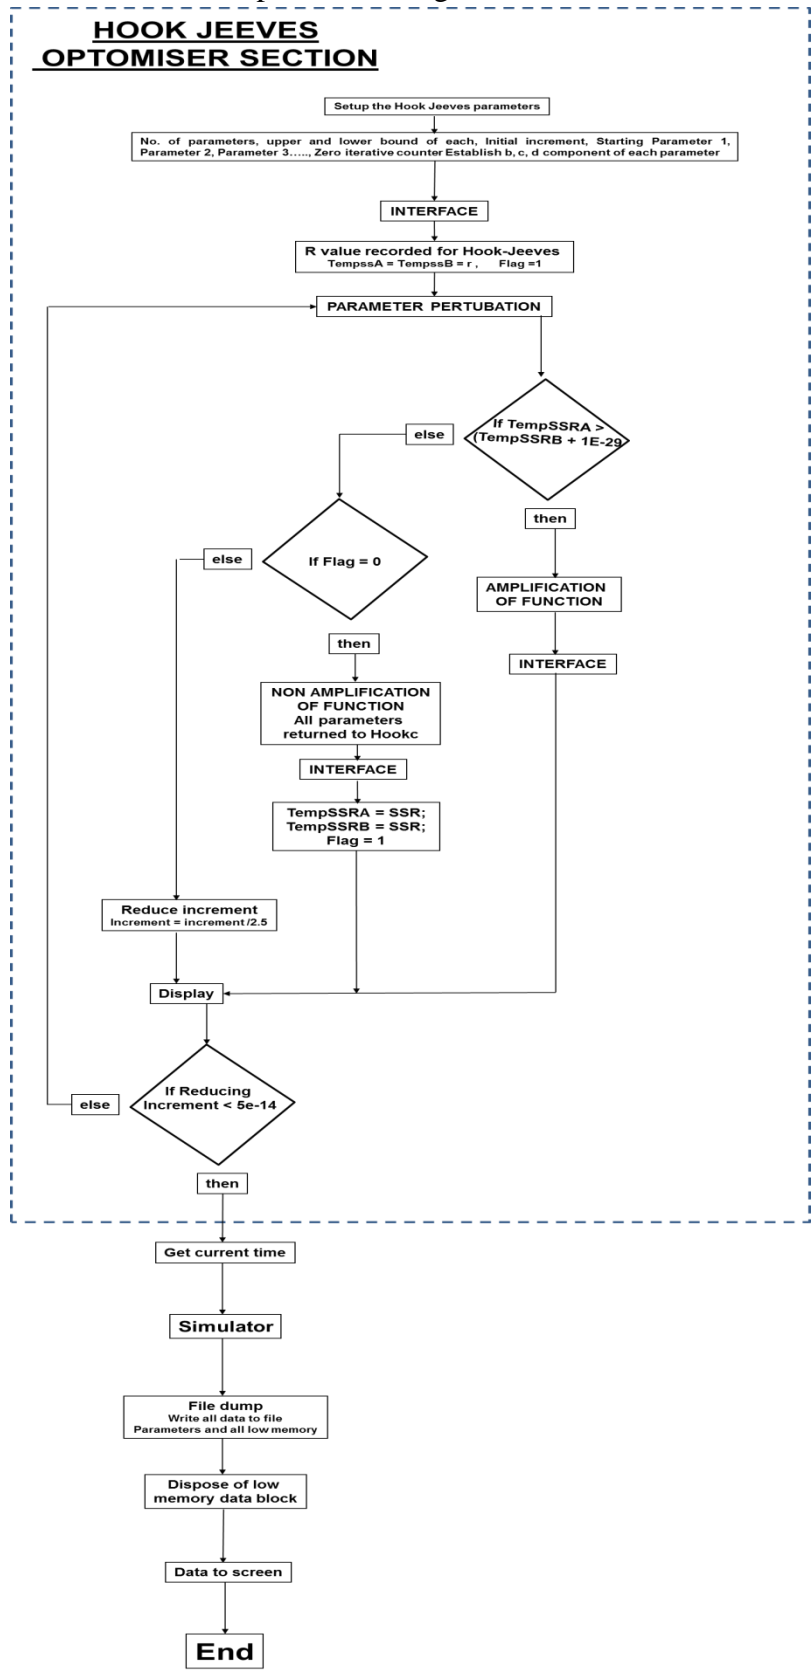 HOOK JEEVES
OPTOMISER SECTION
Setup the Hook Jeeves parameters
No. of parameters, upper and lower bound of each, Initial increment, Starting Parameter 1,
Parameter 2, Parameter 3....., Zero iterative counter Establish b, c, d component of each parameter
INTERFACE
R value recorded for Hook-Jeeves
TempssA = TempssB = r , Flag =1
PARAMETER PERTUBATION
If TempSSRA >
(TempSSRB + 1E-29
else
then
If Flag = 0
else
AMPLIFICATION
OF FUNCTION
then
INTERFACE
NON AMPLIFICATION
OF FUNCTION
All parameters
returned to Hookc
INTERFACE
TempSSRA = SSR;
TempSSRB = SSR;
Flag = 1
Reduce increment
Increment = increment /2.5
Display
If Reducing
Increment < 5e-14
else
then
Get current time
Simulator
File dump
Write all data to file
Parameters and all low memory
Dispose of low
memory data block
Data to screen
End